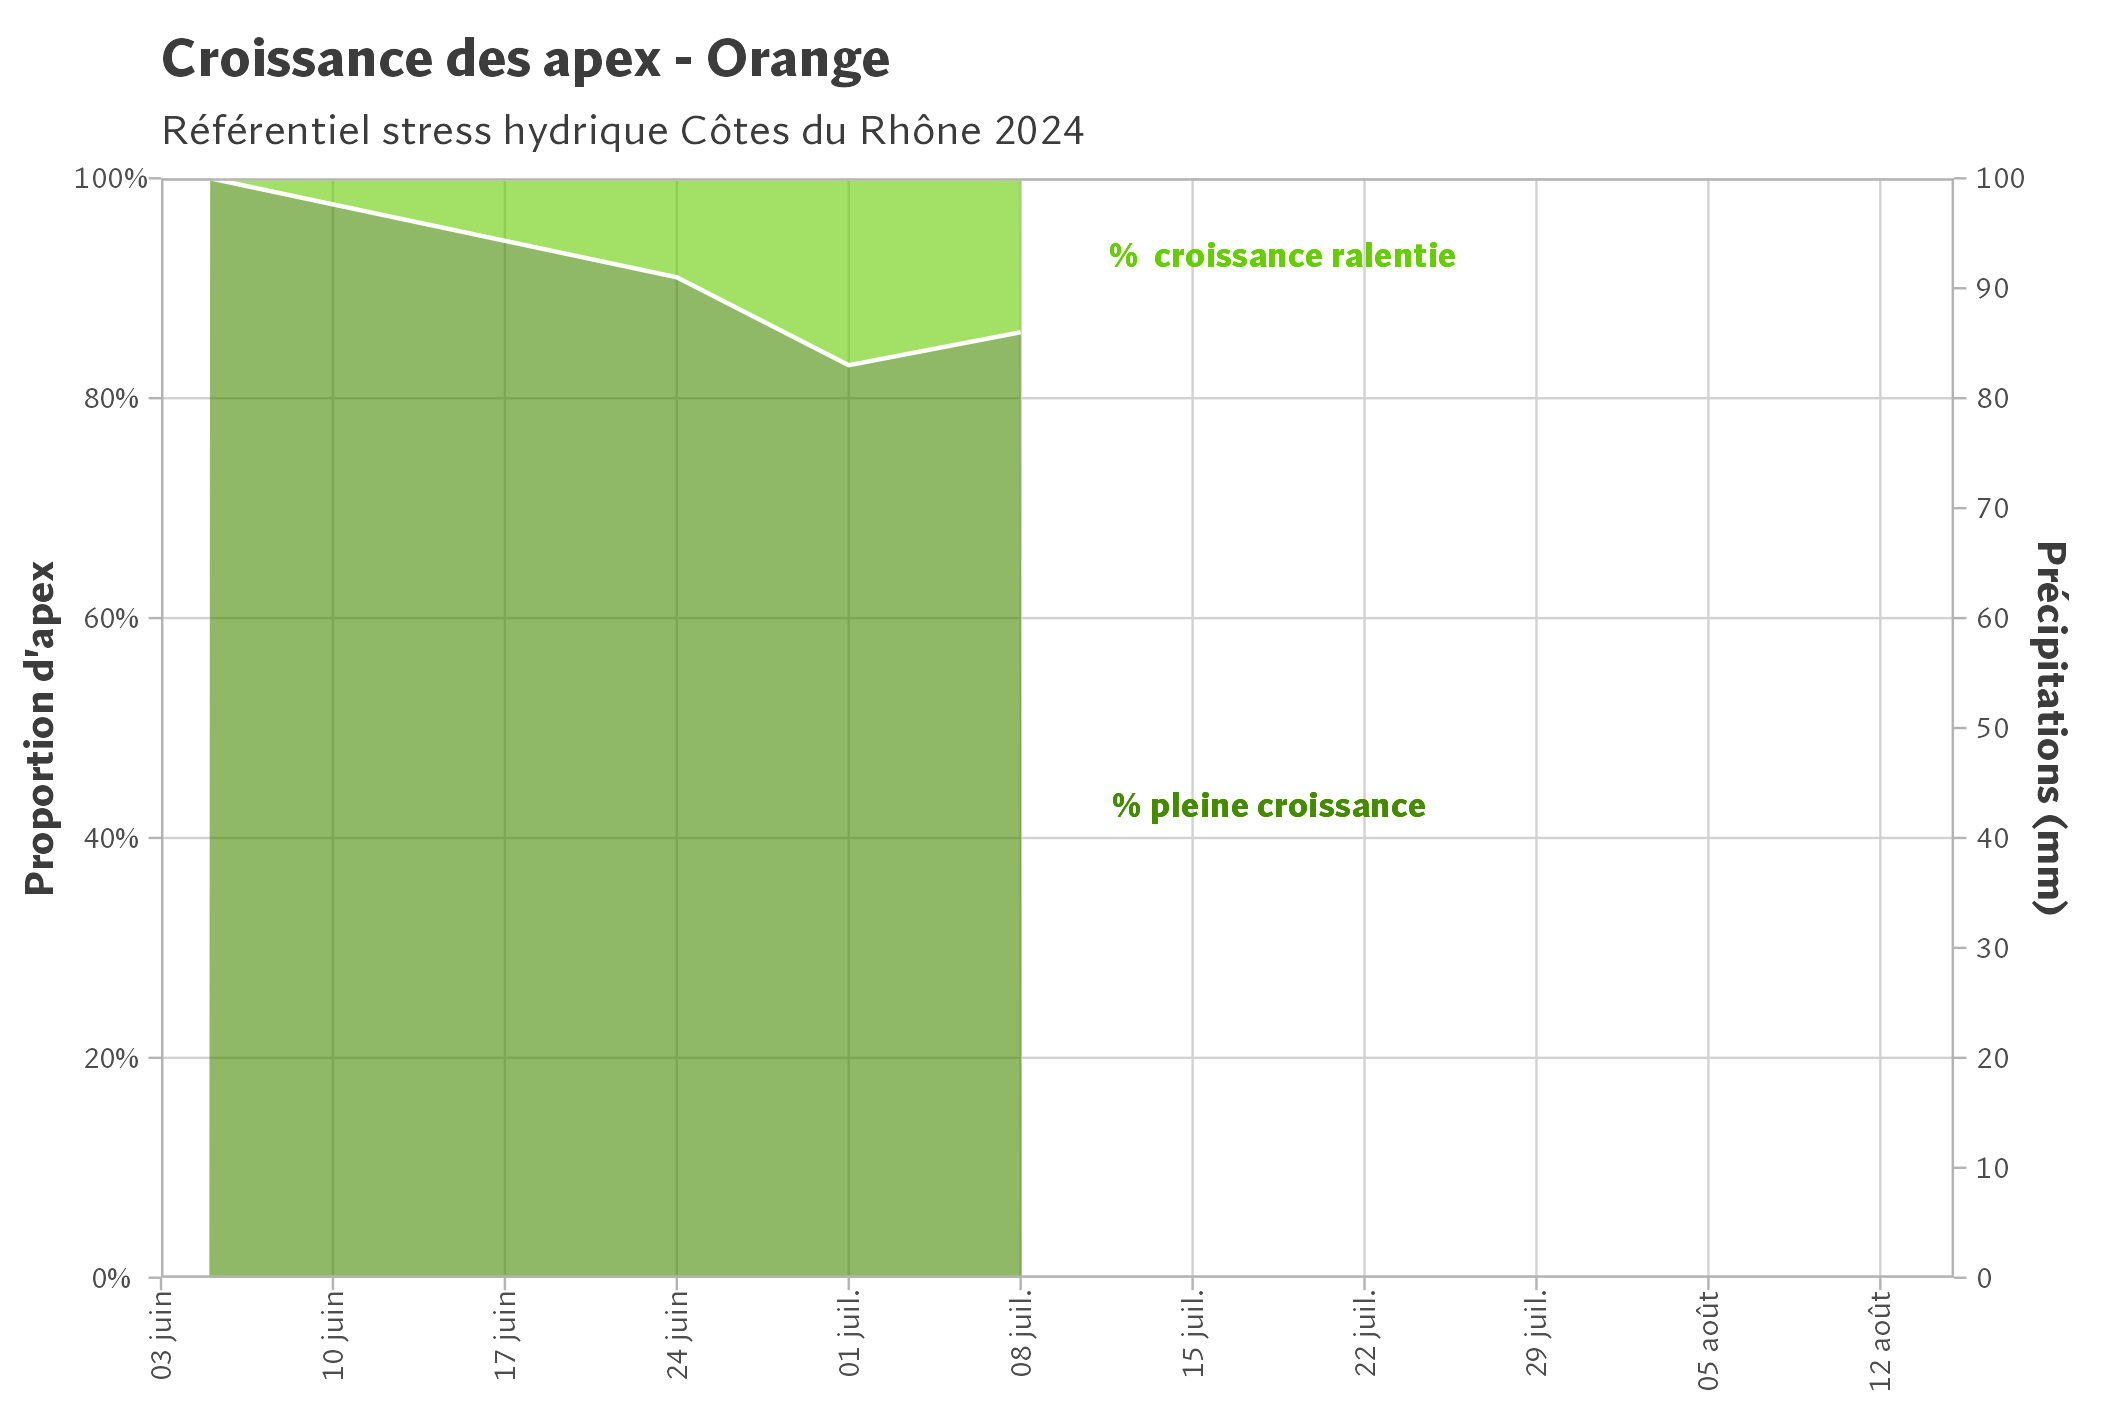 Croissance des apex - Orange
Référentiel stress hydrique Côtes du Rhône 2024
Proportion d'apex
100%
80%
60%
40%
20%
0%
% croissance ralentie
% pleine croissance
100
90
80
70
60
50
40
30
20
10
0
Précipitations (mm)
03 juin
10 juin
17 juin
24 juin
01 juil.
08 juil.
15 juil.
22 juil.
29 juil.
05 août
12 août